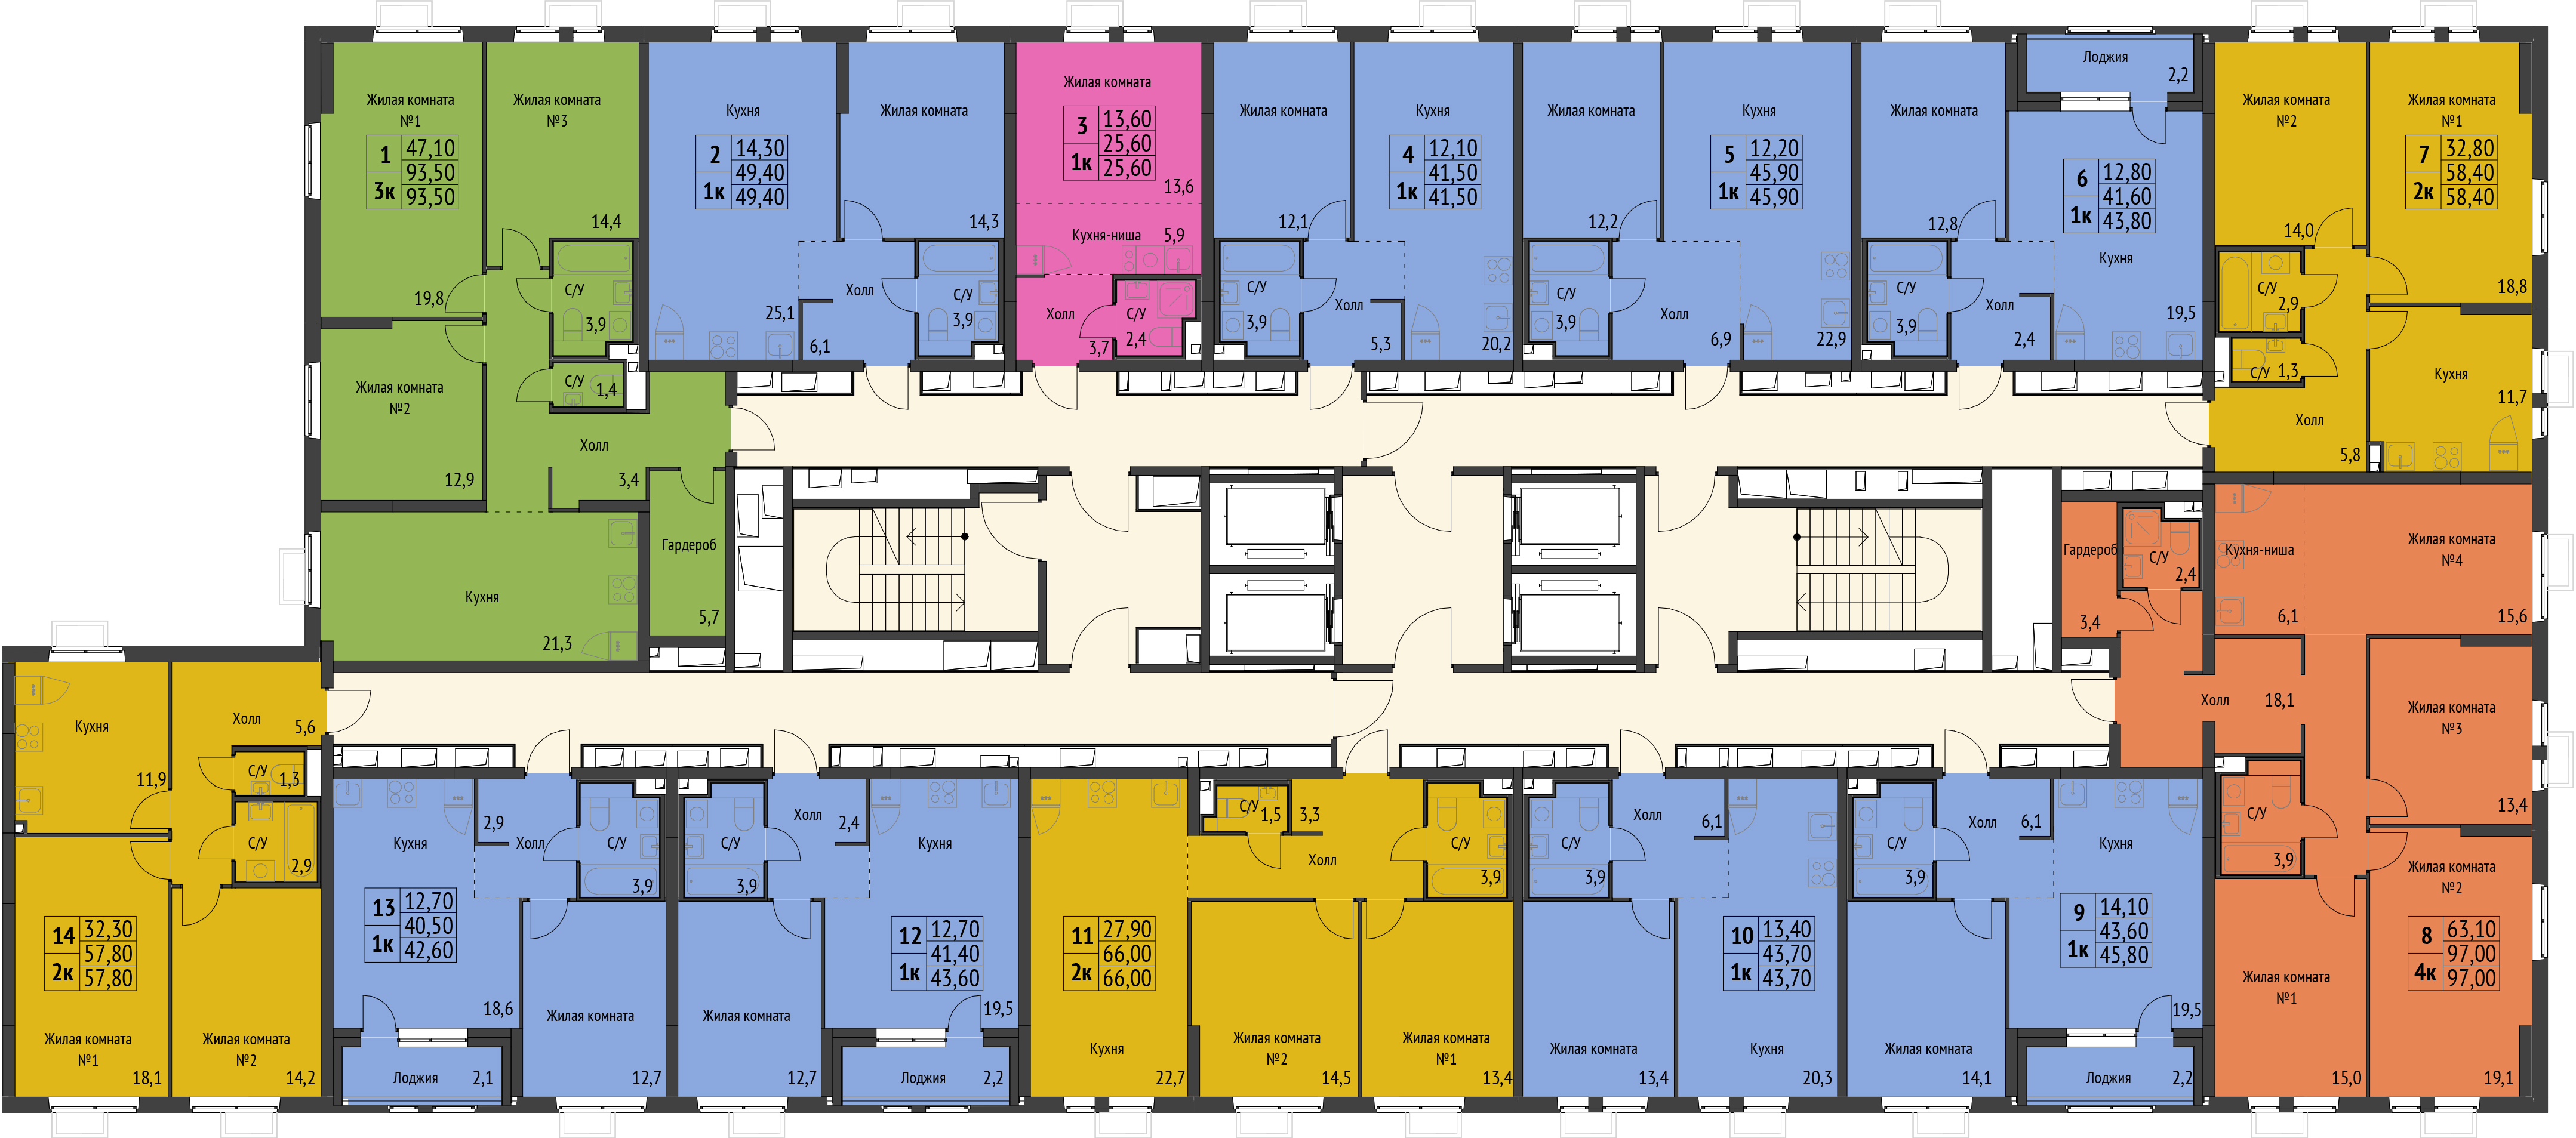 Жилая комната
№1
1
3к
47,10
93,50
93,50
19,8
Жилая комната
№3
14,4
С/У
3,9
С/У
1,4
Жилая комната
№2
12,9
Холл
3,4
Гардероб
5,7
Кухня
21,3
Кухня
2
1к
14,30
49,40
49,40
25,1
Жилая комната
14,3
Холл
6,1
С/У
3,9
Жилая комната
3
1к
13,60
25,60
25,60
13,6
Кухня-ниша
5,9
Холл
3,7
С/У
2,4
Жилая комната
12,1
Кухня
4
1к
12,10
41,50
41,50
С/У
3,9
Холл
5,3
20,2
Жилая комната
12,2
Кухня
5
1к
12,20
45,90
45,90
С/У
3,9
Холл
6,9
22,9
Жилая комната
12,8
Лоджия
2,2
6
1к
12,80
41,60
43,80
Кухня
19,5
С/У
3,9
Холл
2,4
Жилая комната
№2
14,0
Жилая комната
№1
7
2к
32,80
58,40
58,40
18,8
С/У
2,9
С/У
1,3
Кухня
11,7
Холл
5,8
Гардероб
3,4
С/У
2,4
Кухня-ниша
6,1
Жилая комната
№4
15,6
Холл
18,1
Жилая комната
№3
13,4
С/У
3,9
Жилая комната
№2
8
4к
63,10
97,00
97,00
19,1
Жилая комната
№1
15,0
Кухня
11,9
Холл
5,6
С/У
1,3
С/У
2,9
14
2к
32,30
57,80
57,80
Жилая комната
№1
18,1
Жилая комната
№2
14,2
Кухня
2,9
Холл
С/У
3,9
13
1к
12,70
40,50
42,60
18,6
Лоджия
2,1
Жилая комната
12,7
С/У
3,9
Холл
2,4
Кухня
12
1к
12,70
41,40
43,60
19,5
Жилая комната
12,7
Лоджия
2,2
С/У
1,5
3,3
Холл
С/У
3,9
11
2к
27,90
66,00
66,00
Кухня
22,7
Жилая комната
№2
14,5
Жилая комната
№1
13,4
С/У
3,9
Холл
6,1
10
1к
13,40
43,70
43,70
Жилая комната
13,4
Кухня
20,3
С/У
3,9
Холл
6,1
Кухня
9
1к
14,10
43,60
45,80
19,5
Жилая комната
14,1
Лоджия
2,2